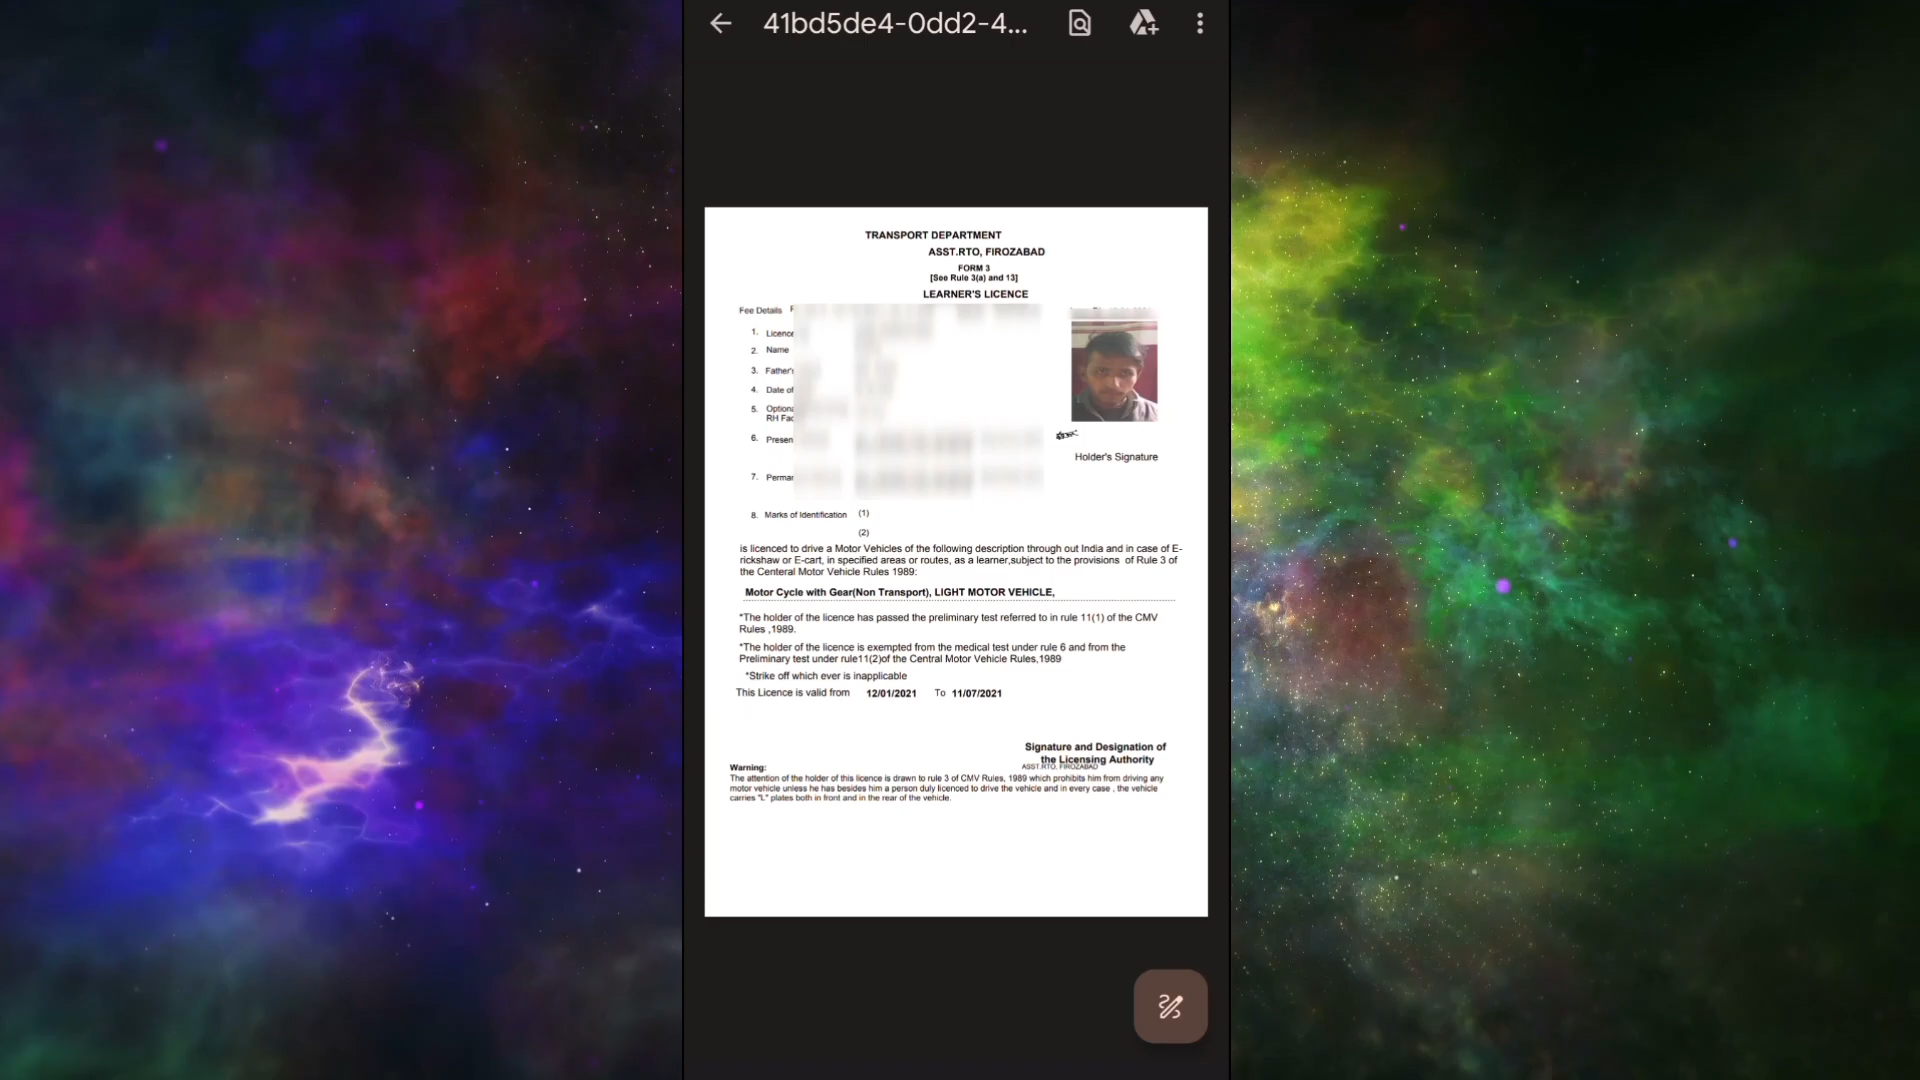 41bd5de4-0dd2-4...
TRANSPORT DEPARTMENT
ASST.RTO, FIROZABAD
FORM 3
[See Rule 3(a) and 13]
LEARNER'S LICENCE
Fee Details
1. Licence
2. Name
3. Father's
4. Date of
5. Optiona
RH Fac
6. Presen
7. Permar
Holder's Signature
8. Marks of Identification (1)
(2)
is licenced to drive a Motor Vehicles of the following description through out India and in case of E-
rickshaw or E-cart, in specified areas or routes, as a learner,subject to the provisions of Rule 3 of
the Centeral Motor Vehicle Rules 1989:
Motor Cycle with Gear(Non Transport), LIGHT MOTOR VEHICLE,
*The holder of the licence has passed the preliminary test referred to in rule 11(1) of the CMV
Rules ,1989.
*The holder of the licence is exempted from the medical test under rule 6 and from the
Preliminary test under rule11(2)of the Central Motor Vehicle Rules,1989
*Strike off which ever is inapplicable
This Licence is valid from 12/01/2021 To 11/07/2021
Signature and Designation of
the Licensing Authority
ASST.RTO, FIROZABAD
Warning:
The attention of the holder of this licence is drawn to rule 3 of CMV Rules, 1989 which prohibits him from driving any
motor vehicle unless he has besides him a person duly licenced to drive the vehicle and in every case , the vehicle
carries "L" plates both in front and in the rear of the vehicle.